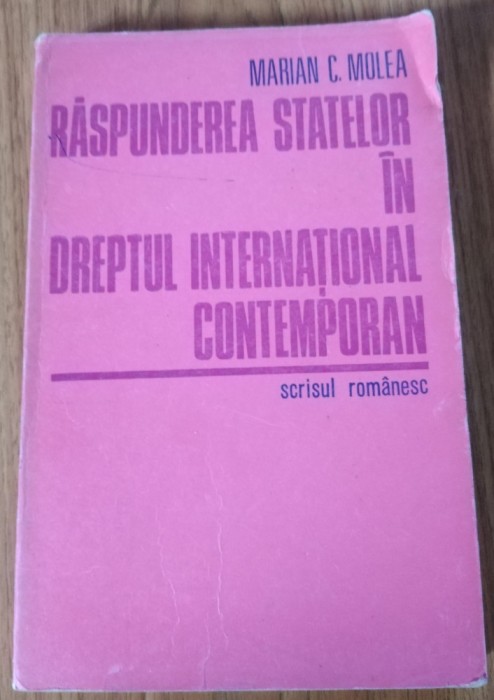 MARIAN C. MOLEA
RĂSPUNDEREA STATELOR
ÎN
DREPTUL INTERNAȚIONAL
CONTEMPORAN
scrisul românesc